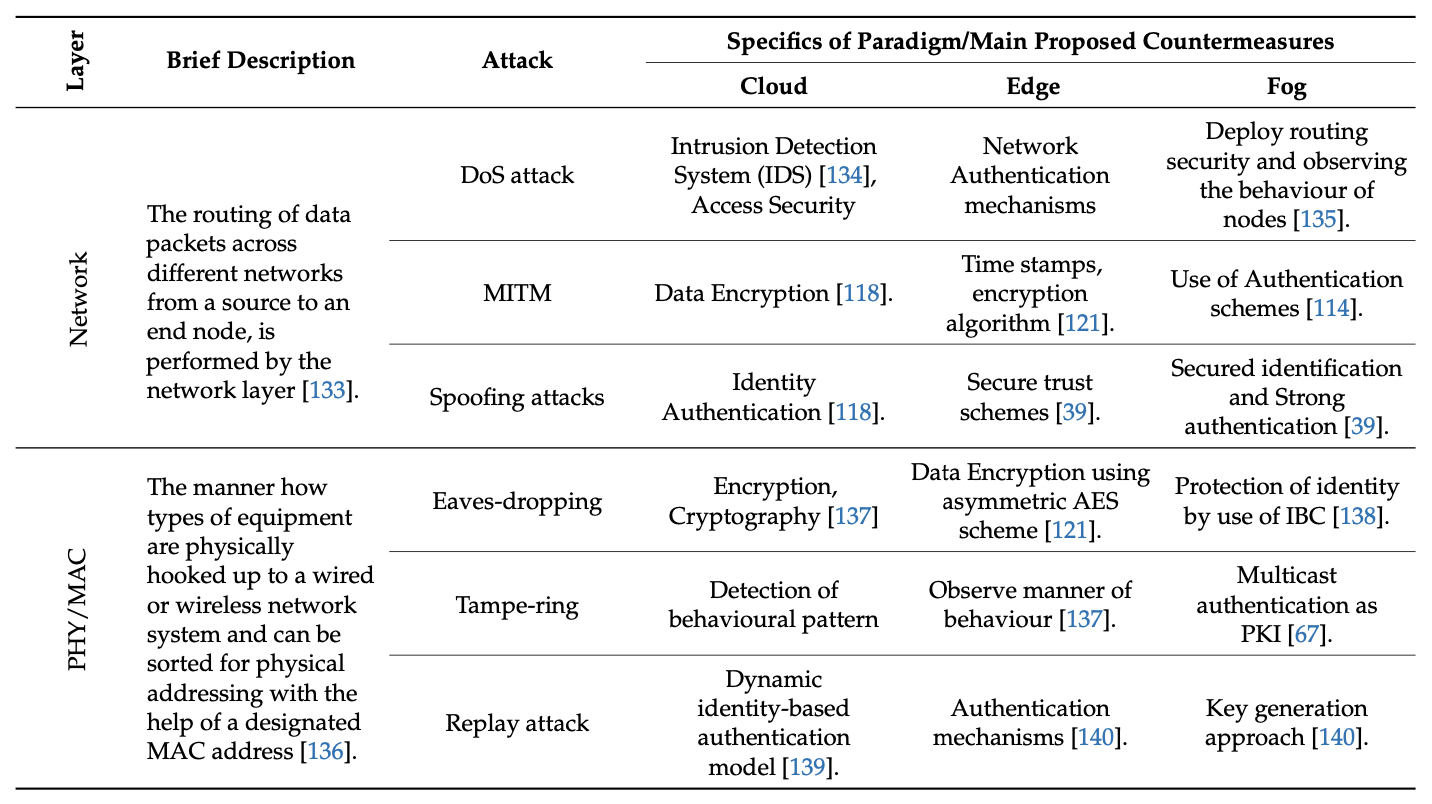 Layer
Brief Description
Attack
Specifics of Paradigm/Main Proposed Countermeasures
Cloud
Edge
Fog
Network
The routing of data
packets across
different networks
from a source to an
end node, is
performed by the
network layer [133].
DoS attack
Intrusion Detection
System (IDS) [134],
Access Security
Network
Authentication
mechanisms
Deploy routing
security and observing
the behaviour of
nodes [135].
MITM
Data Encryption [118].
Time stamps,
encryption
algorithm [121].
Use of Authentication
schemes [114].
Spoofing attacks
Identity
Authentication [118].
Secure trust
schemes [39].
Secured identification
and Strong
authentication [39].
PHY/MAC
The manner how
types of equipment
are physically
hooked up to a wired
or wireless network
system and can be
sorted for physical
addressing with the
help of a designated
MAC address [136].
Eaves-dropping
Encryption,
Cryptography [137]
Data Encryption using
asymmetric AES
scheme [121].
Protection of identity
by use of IBC [138].
Tampe-ring
Detection of
behavioural pattern
Observe manner of
behaviour [137].
Multicast
authentication as
PKI [67].
Replay attack
Dynamic
identity-based
authentication
model [139].
Authentication
mechanisms [140].
Key generation
approach [140].